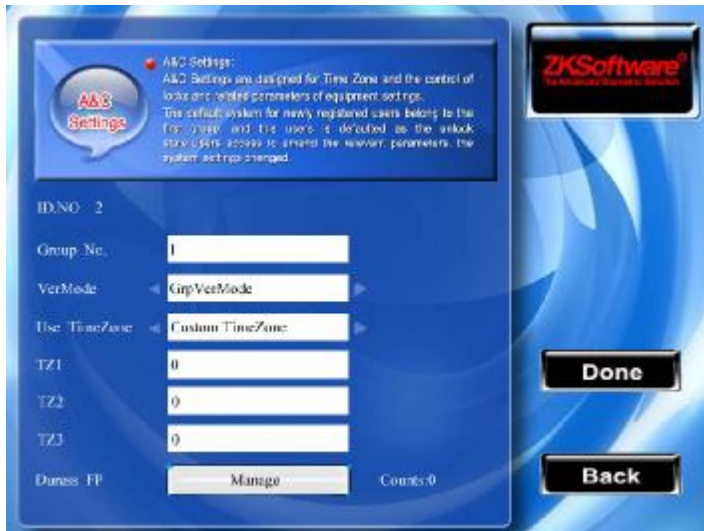 A&C Settings:
A&C Settings are designed for Time Zone and the control of
locks and related parameters of equipment settings.
The default system for newly registered users belong to the
first group, and the users is defaulted as the unlock
state users access to amend the relevant parameters, the
system settings changed.
A&C
Settings
ZKSoftware®
ID.NO 2
Group No. 1
VerMode GrpVerMode
Use TimeZone Custom TimeZone
TZ1 0
TZ2 0
TZ3 0
Duress FP Manage Counts:0
Done
Back